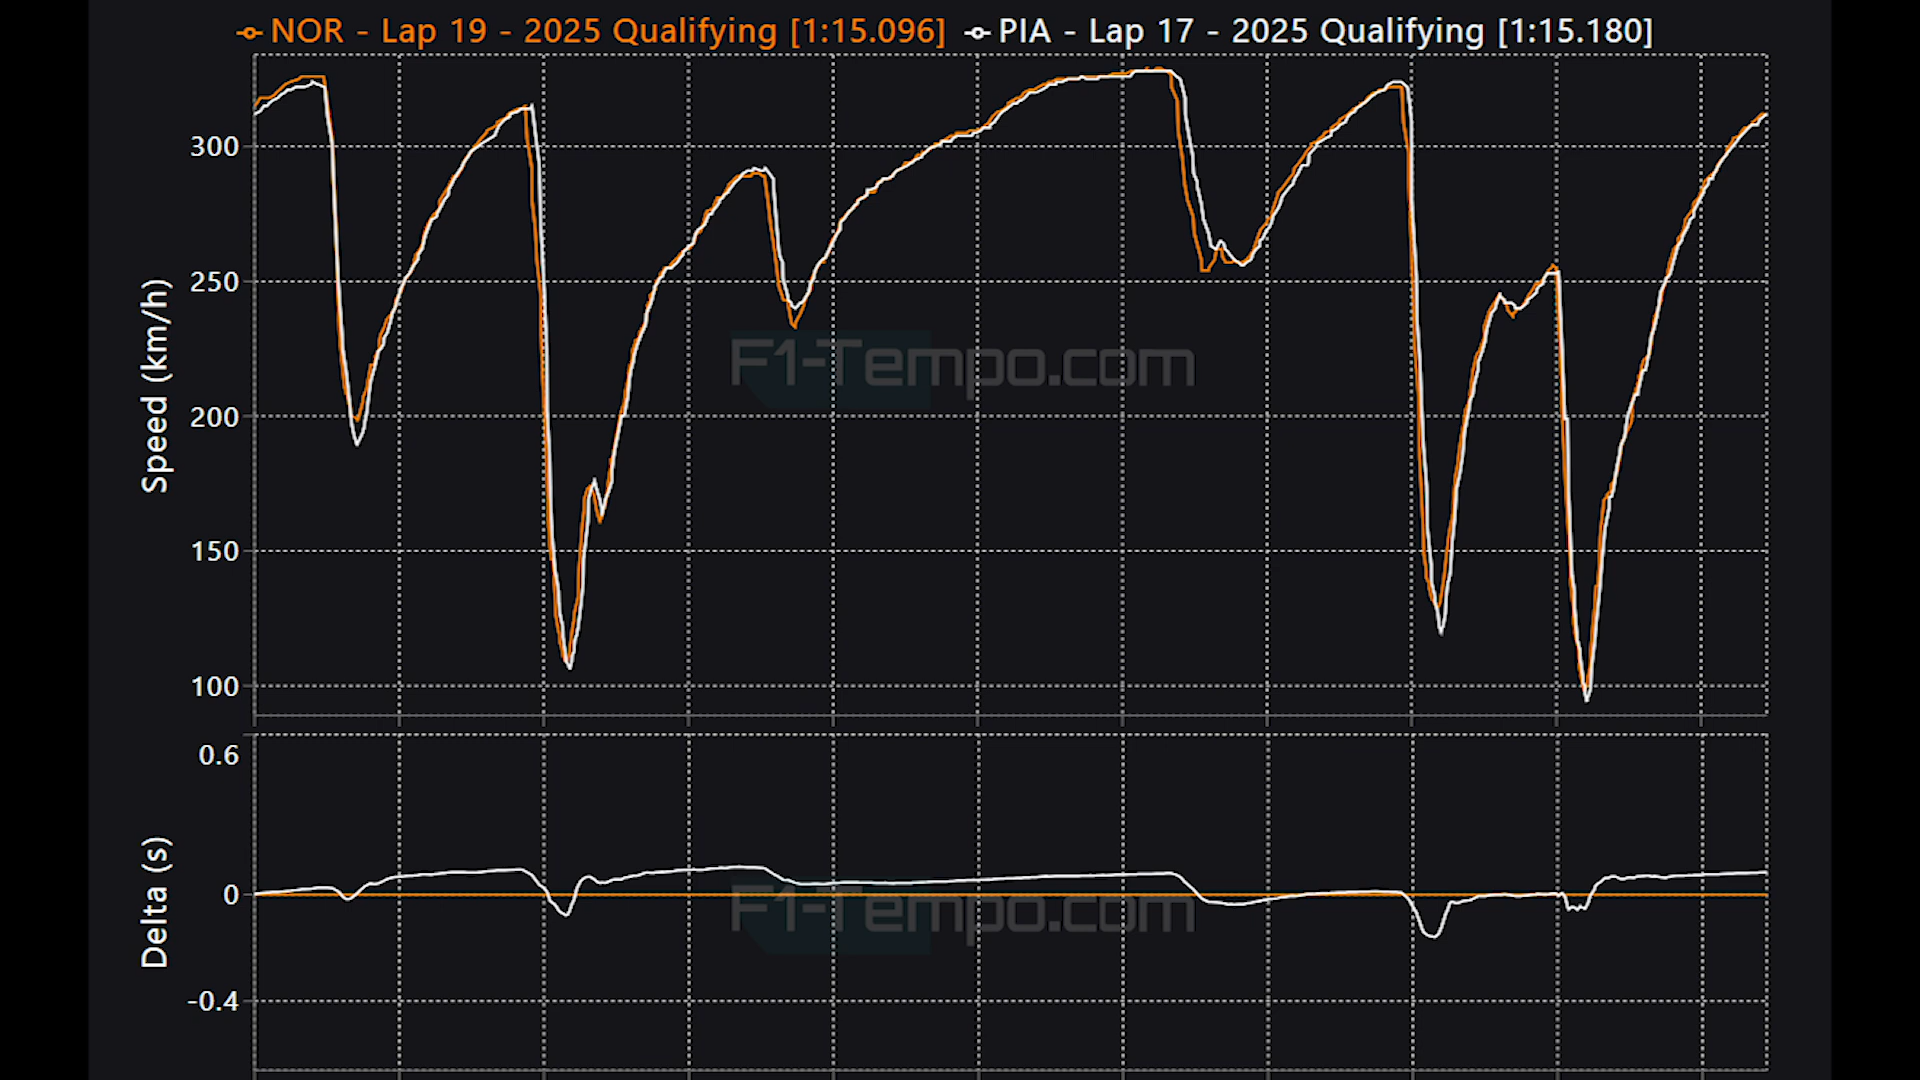 NOR - Lap 19 - 2025 Qualifying [1:15.096] PIA - Lap 17 - 2025 Qualifying [1:15.180]
300
250
200
150
100
Speed (km/h)
F1-Tempo.com
0.6
0
-0.4
Delta (s)
F1-Tempo.com